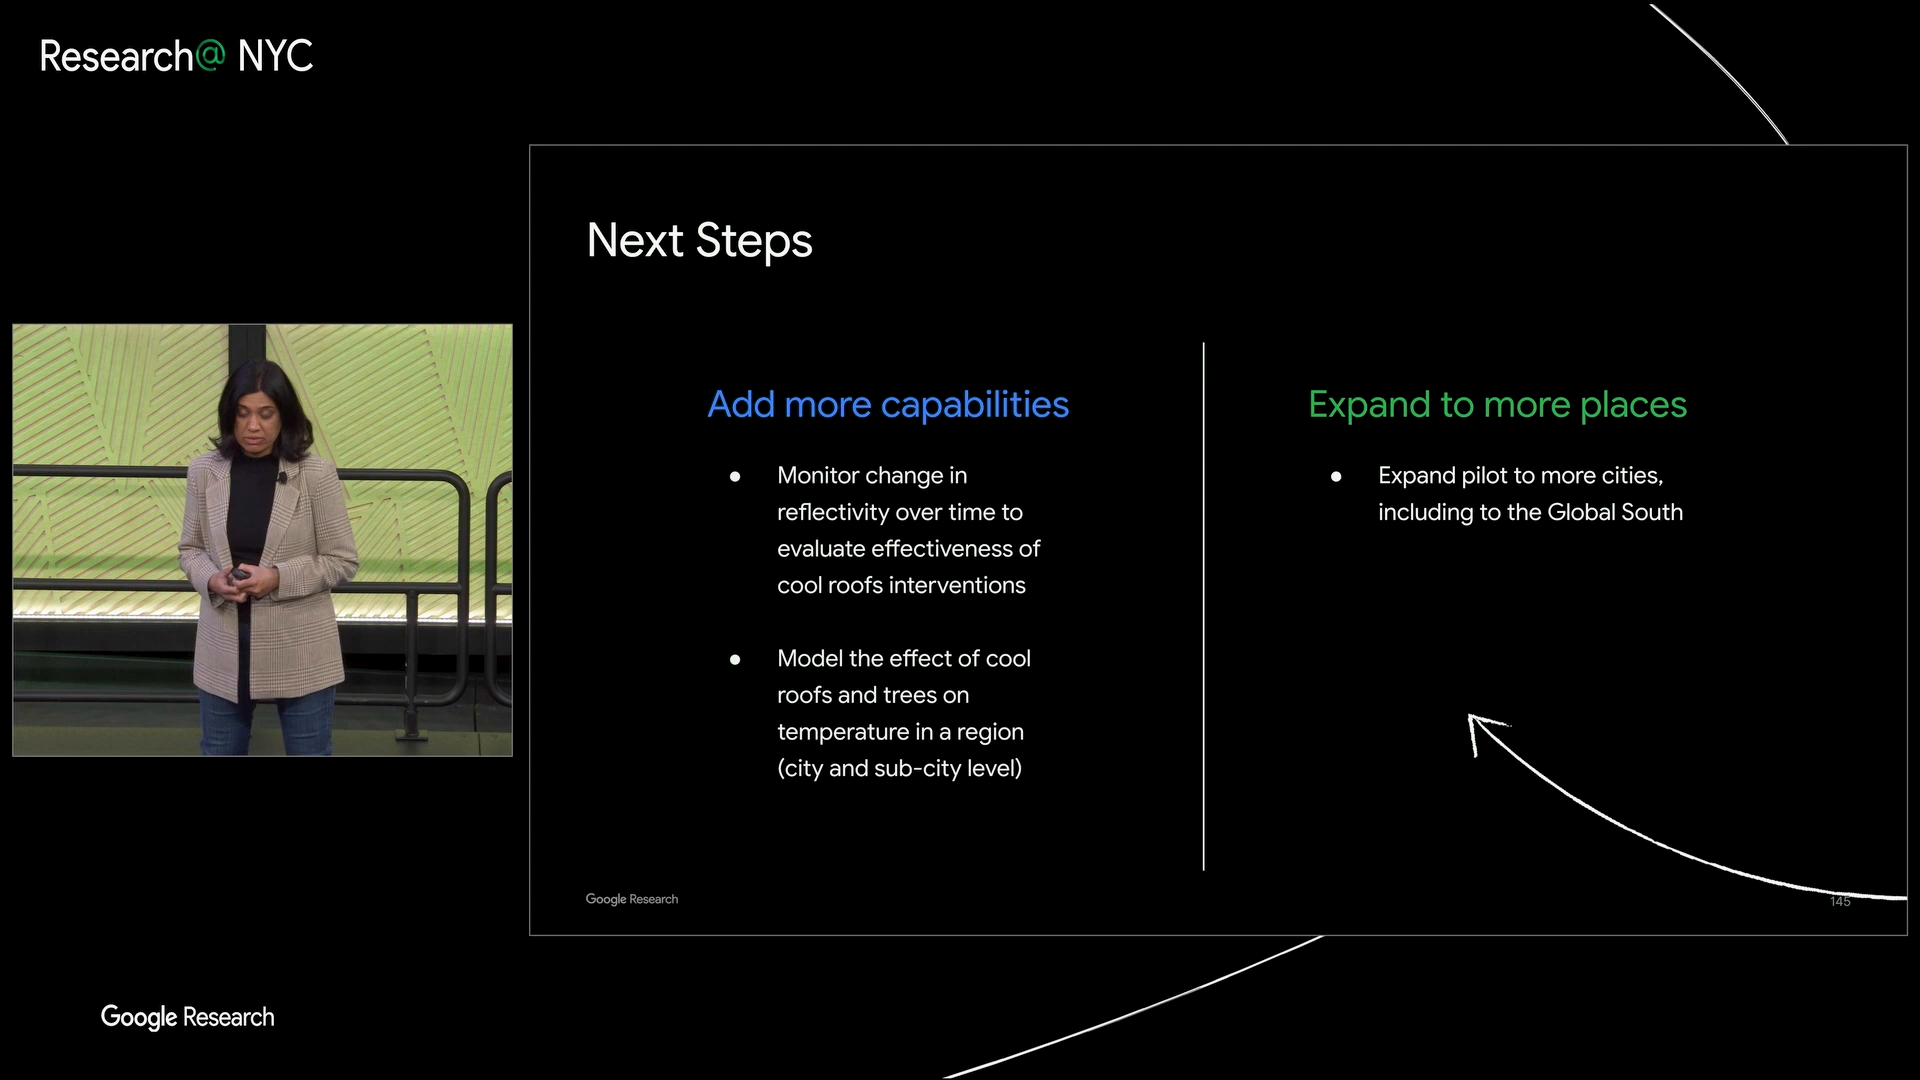 Research@ NYC
Next Steps
Add more capabilities
● Monitor change in
reflectivity over time to
evaluate effectiveness of
cool roofs interventions
● Model the effect of cool
roofs and trees on
temperature in a region
(city and sub-city level)
Expand to more places
● Expand pilot to more cities,
including to the Global South
Google Research
145
Google Research